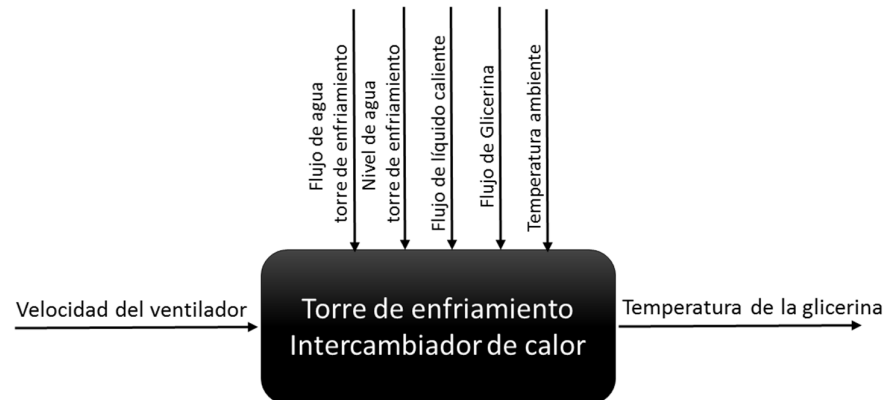 Flujo de agua
torre de enfriamiento
Nivel de agua
torre de enfriamiento
Flujo de líquido caliente
Flujo de Glicerina
Temperatura ambiente
Velocidad del ventilador
Torre de enfriamiento
Intercambiador de calor
Temperatura de la glicerina